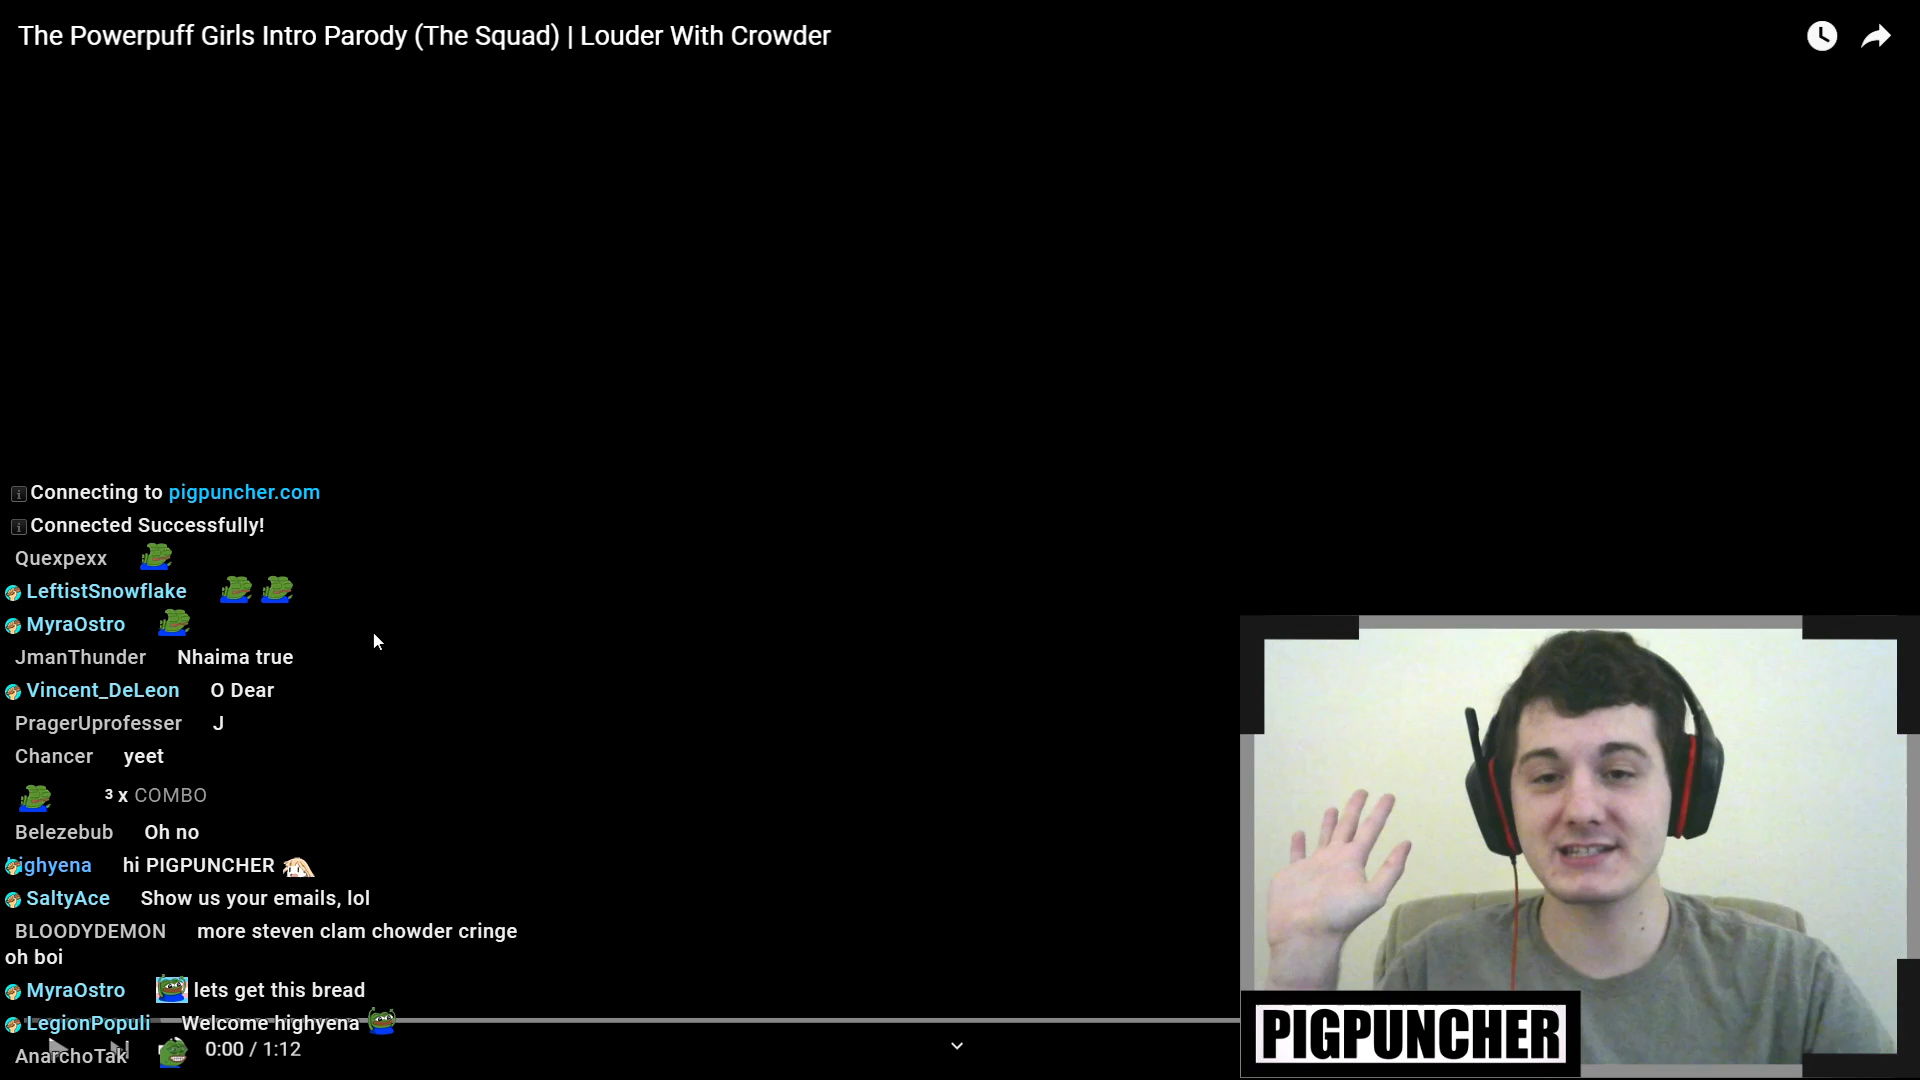 The Powerpuff Girls Intro Parody (The Squad) | Louder With Crowder
Connecting to pigpuncher.com
Connected Successfully!
Quexpexx
LeftistSnowflake
MyraOstro
JmanThunder Nhaima true
Vincent_DeLeon O Dear
PragerUprofesser J
Chancer yeet
3 x COMBO
Belezebub Oh no
highyena hi PIGPUNCHER
SaltyAce Show us your emails, lol
BLOODYDEMON more steven clam chowder cringe
oh boi
MyraOstro lets get this bread
LegionPopuli Welcome highyena
AnarchoTak
0:00 / 1:12
PIGPUNCHER